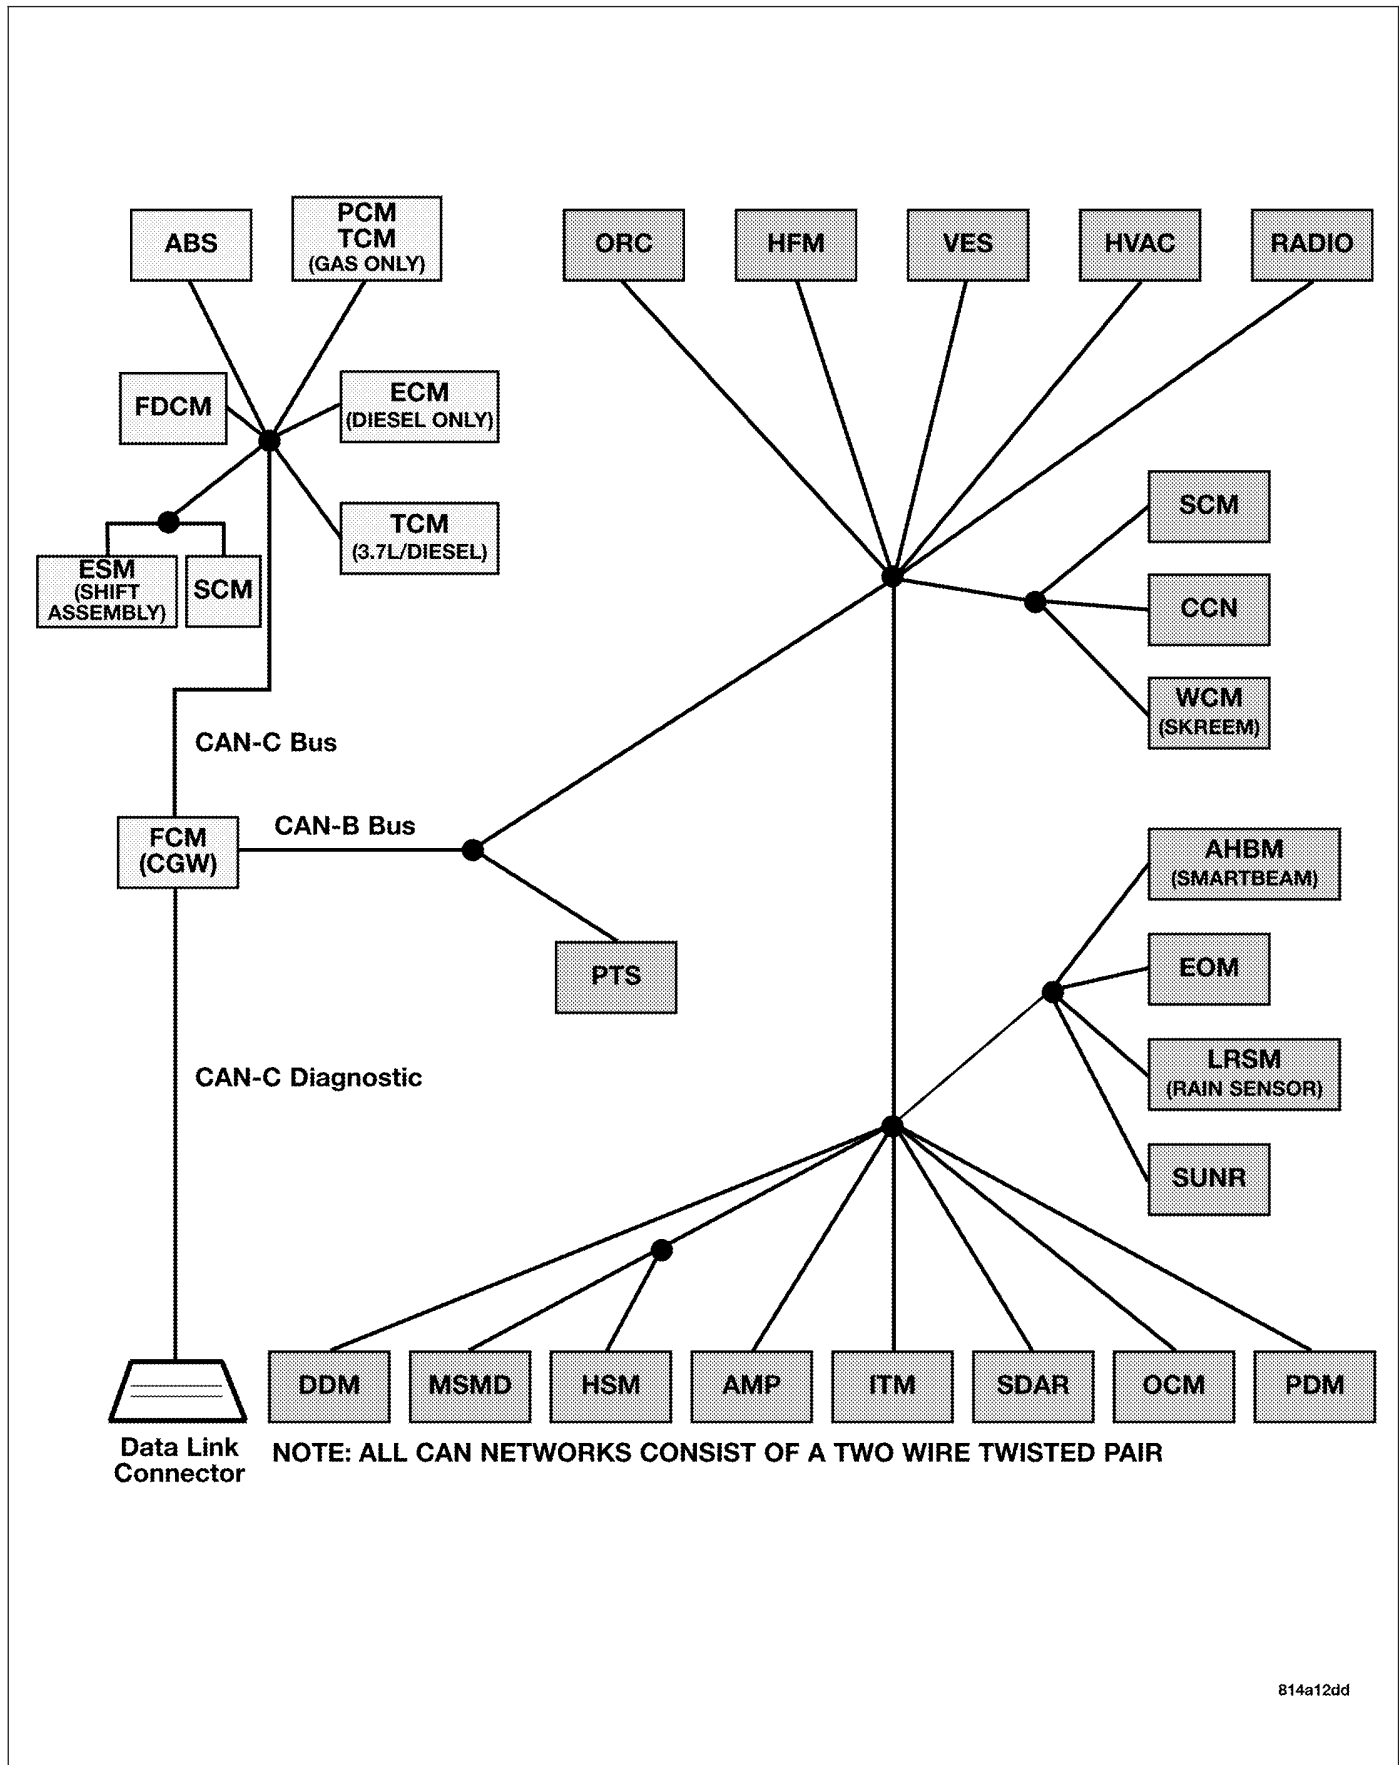 ABS
PCM
TCM
(GAS ONLY)
ORC
HFM
VES
HVAC
RADIO
FDCM
ECM
(DIESEL ONLY)
TCM
(3.7L/DIESEL)
ESM
(SHIFT
ASSEMBLY)
SCM
SCM
CCN
WCM
(SKREEM)
CAN-C Bus
FCM
(CGW)
CAN-B Bus
PTS
AHBM
(SMARTBEAM)
EOM
LRSM
(RAIN SENSOR)
SUNR
CAN-C Diagnostic
DDM
MSMD
HSM
AMP
ITM
SDAR
OCM
PDM
Data Link
Connector
NOTE: ALL CAN NETWORKS CONSIST OF A TWO WIRE TWISTED PAIR
814a12dd